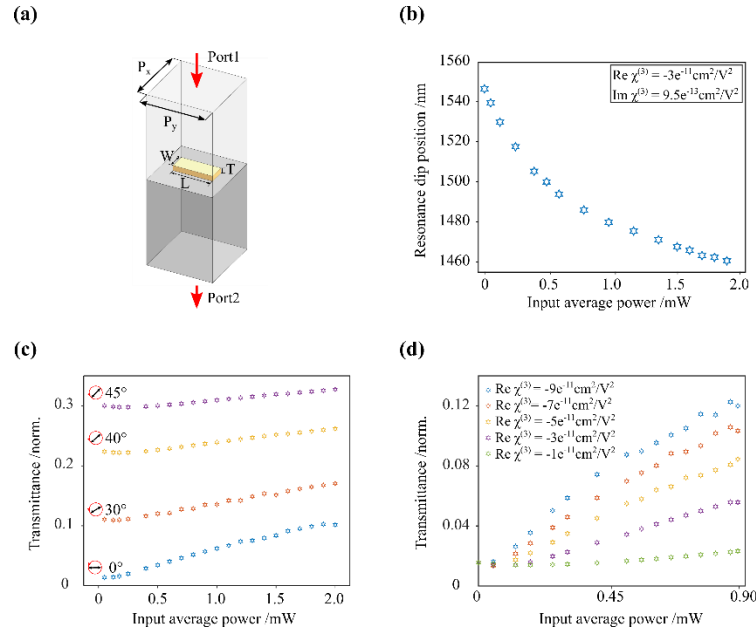 (a)
Port1
Pₓ
Pᵧ
W
T
L
Port2
(b)
Resonance dip position /nm
1560
1540
1520
1500
1480
1460
Re χ⁽³⁾ = -3e⁻¹¹cm²/V²
Im χ⁽³⁾ = 9.5e⁻¹³cm²/V²
0
1.0
2.0
Input average power /mW
(c)
Transmittance /norm.
0.3
0.2
0.1
0
45°
40°
30°
0°
0
0.5
1.0
1.5
2.0
Input average power /mW
(d)
Transmittance /norm.
0.12
0.08
0.04
0
Re χ⁽³⁾ = -9e⁻¹¹cm²/V²
Re χ⁽³⁾ = -7e⁻¹¹cm²/V²
Re χ⁽³⁾ = -5e⁻¹¹cm²/V²
Re χ⁽³⁾ = -3e⁻¹¹cm²/V²
Re χ⁽³⁾ = -1e⁻¹¹cm²/V²
0
0.45
0.90
Input average power /mW